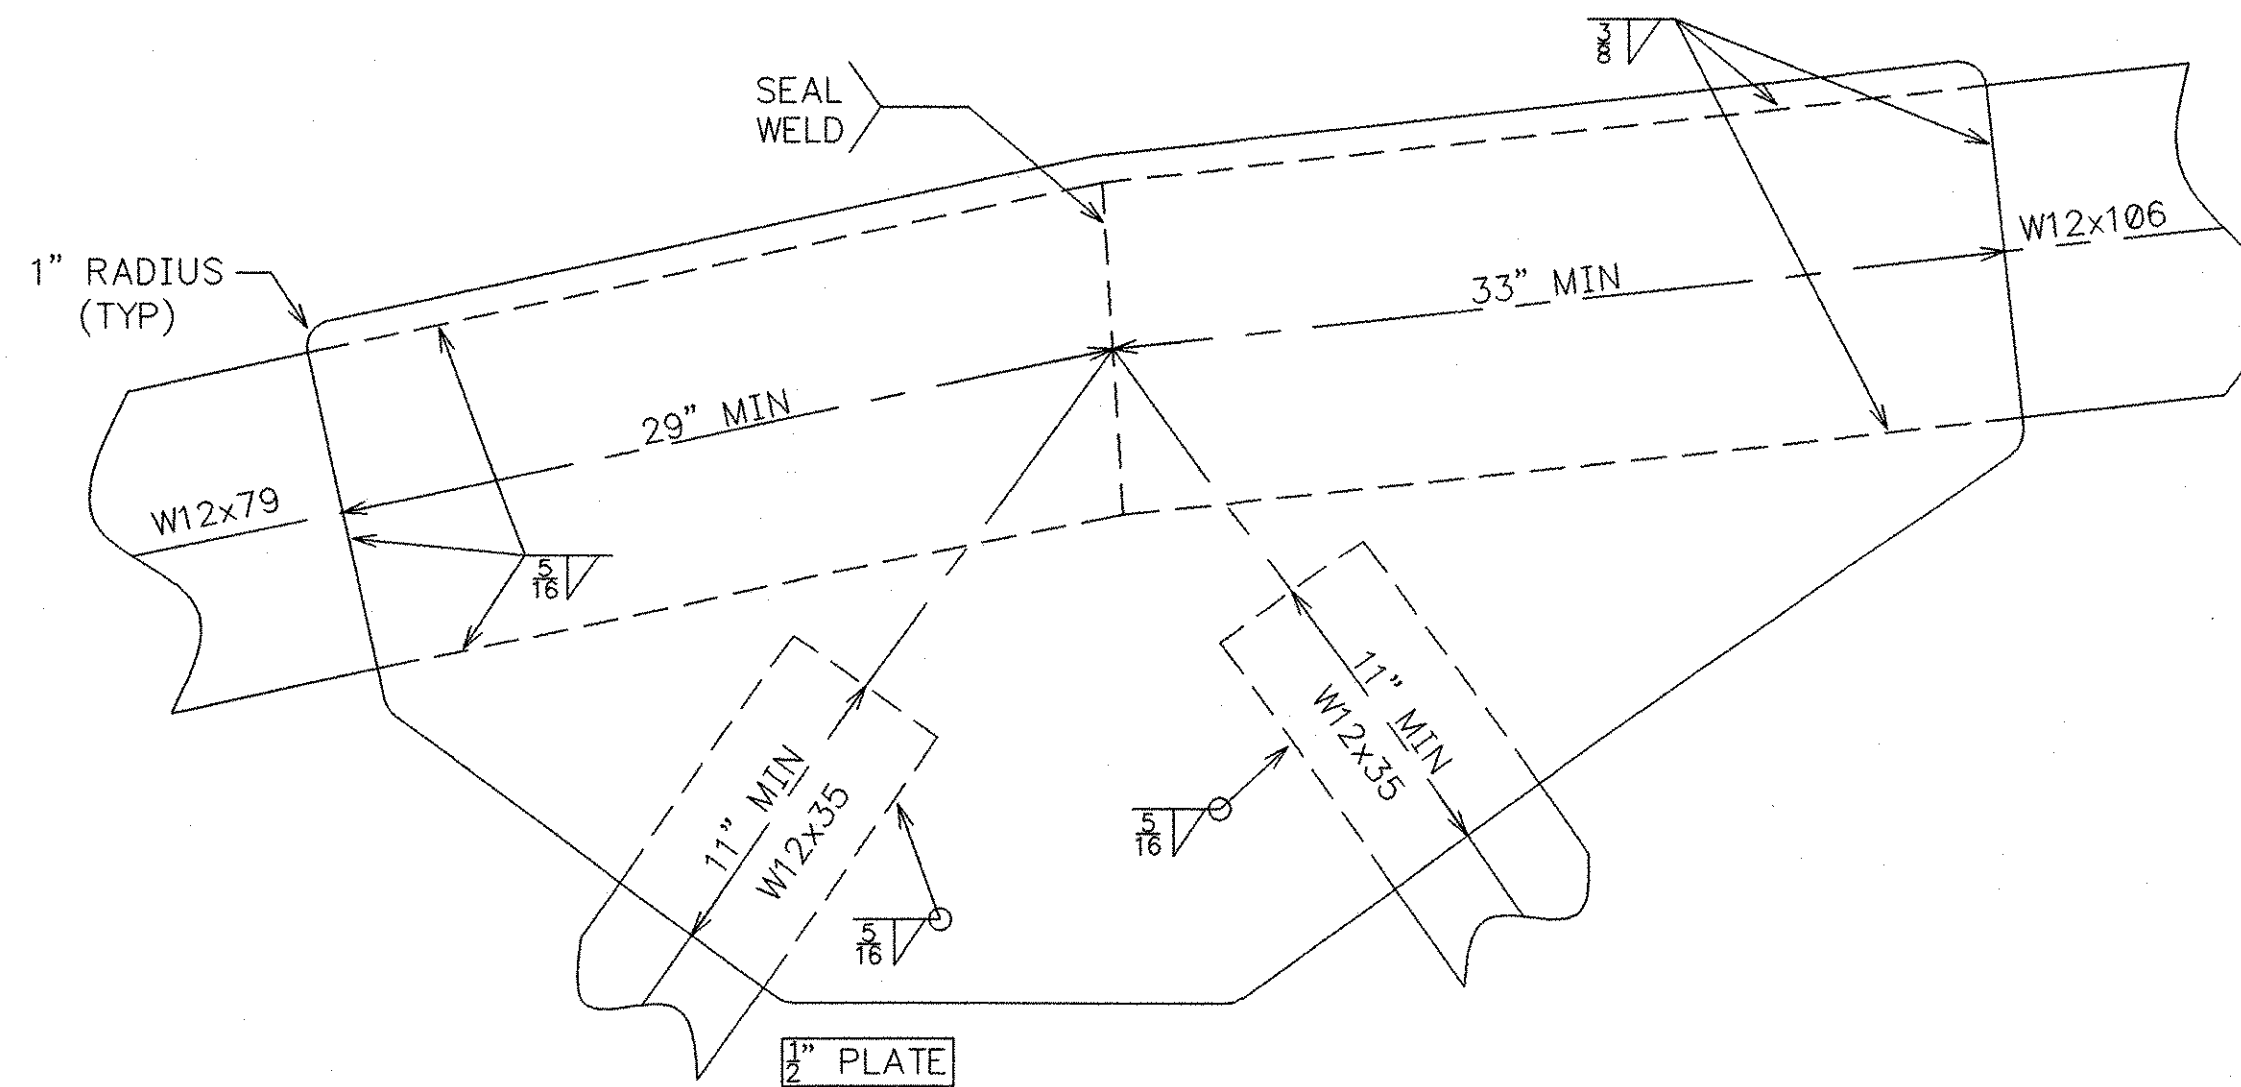 3/8
SEAL
WELD
1" RADIUS
(TYP)
W12x106
33" MIN
29" MIN
W12x79
5/16
11" MIN
W12x35
11" MIN
W12x35
5/16
5/16
1/2" PLATE